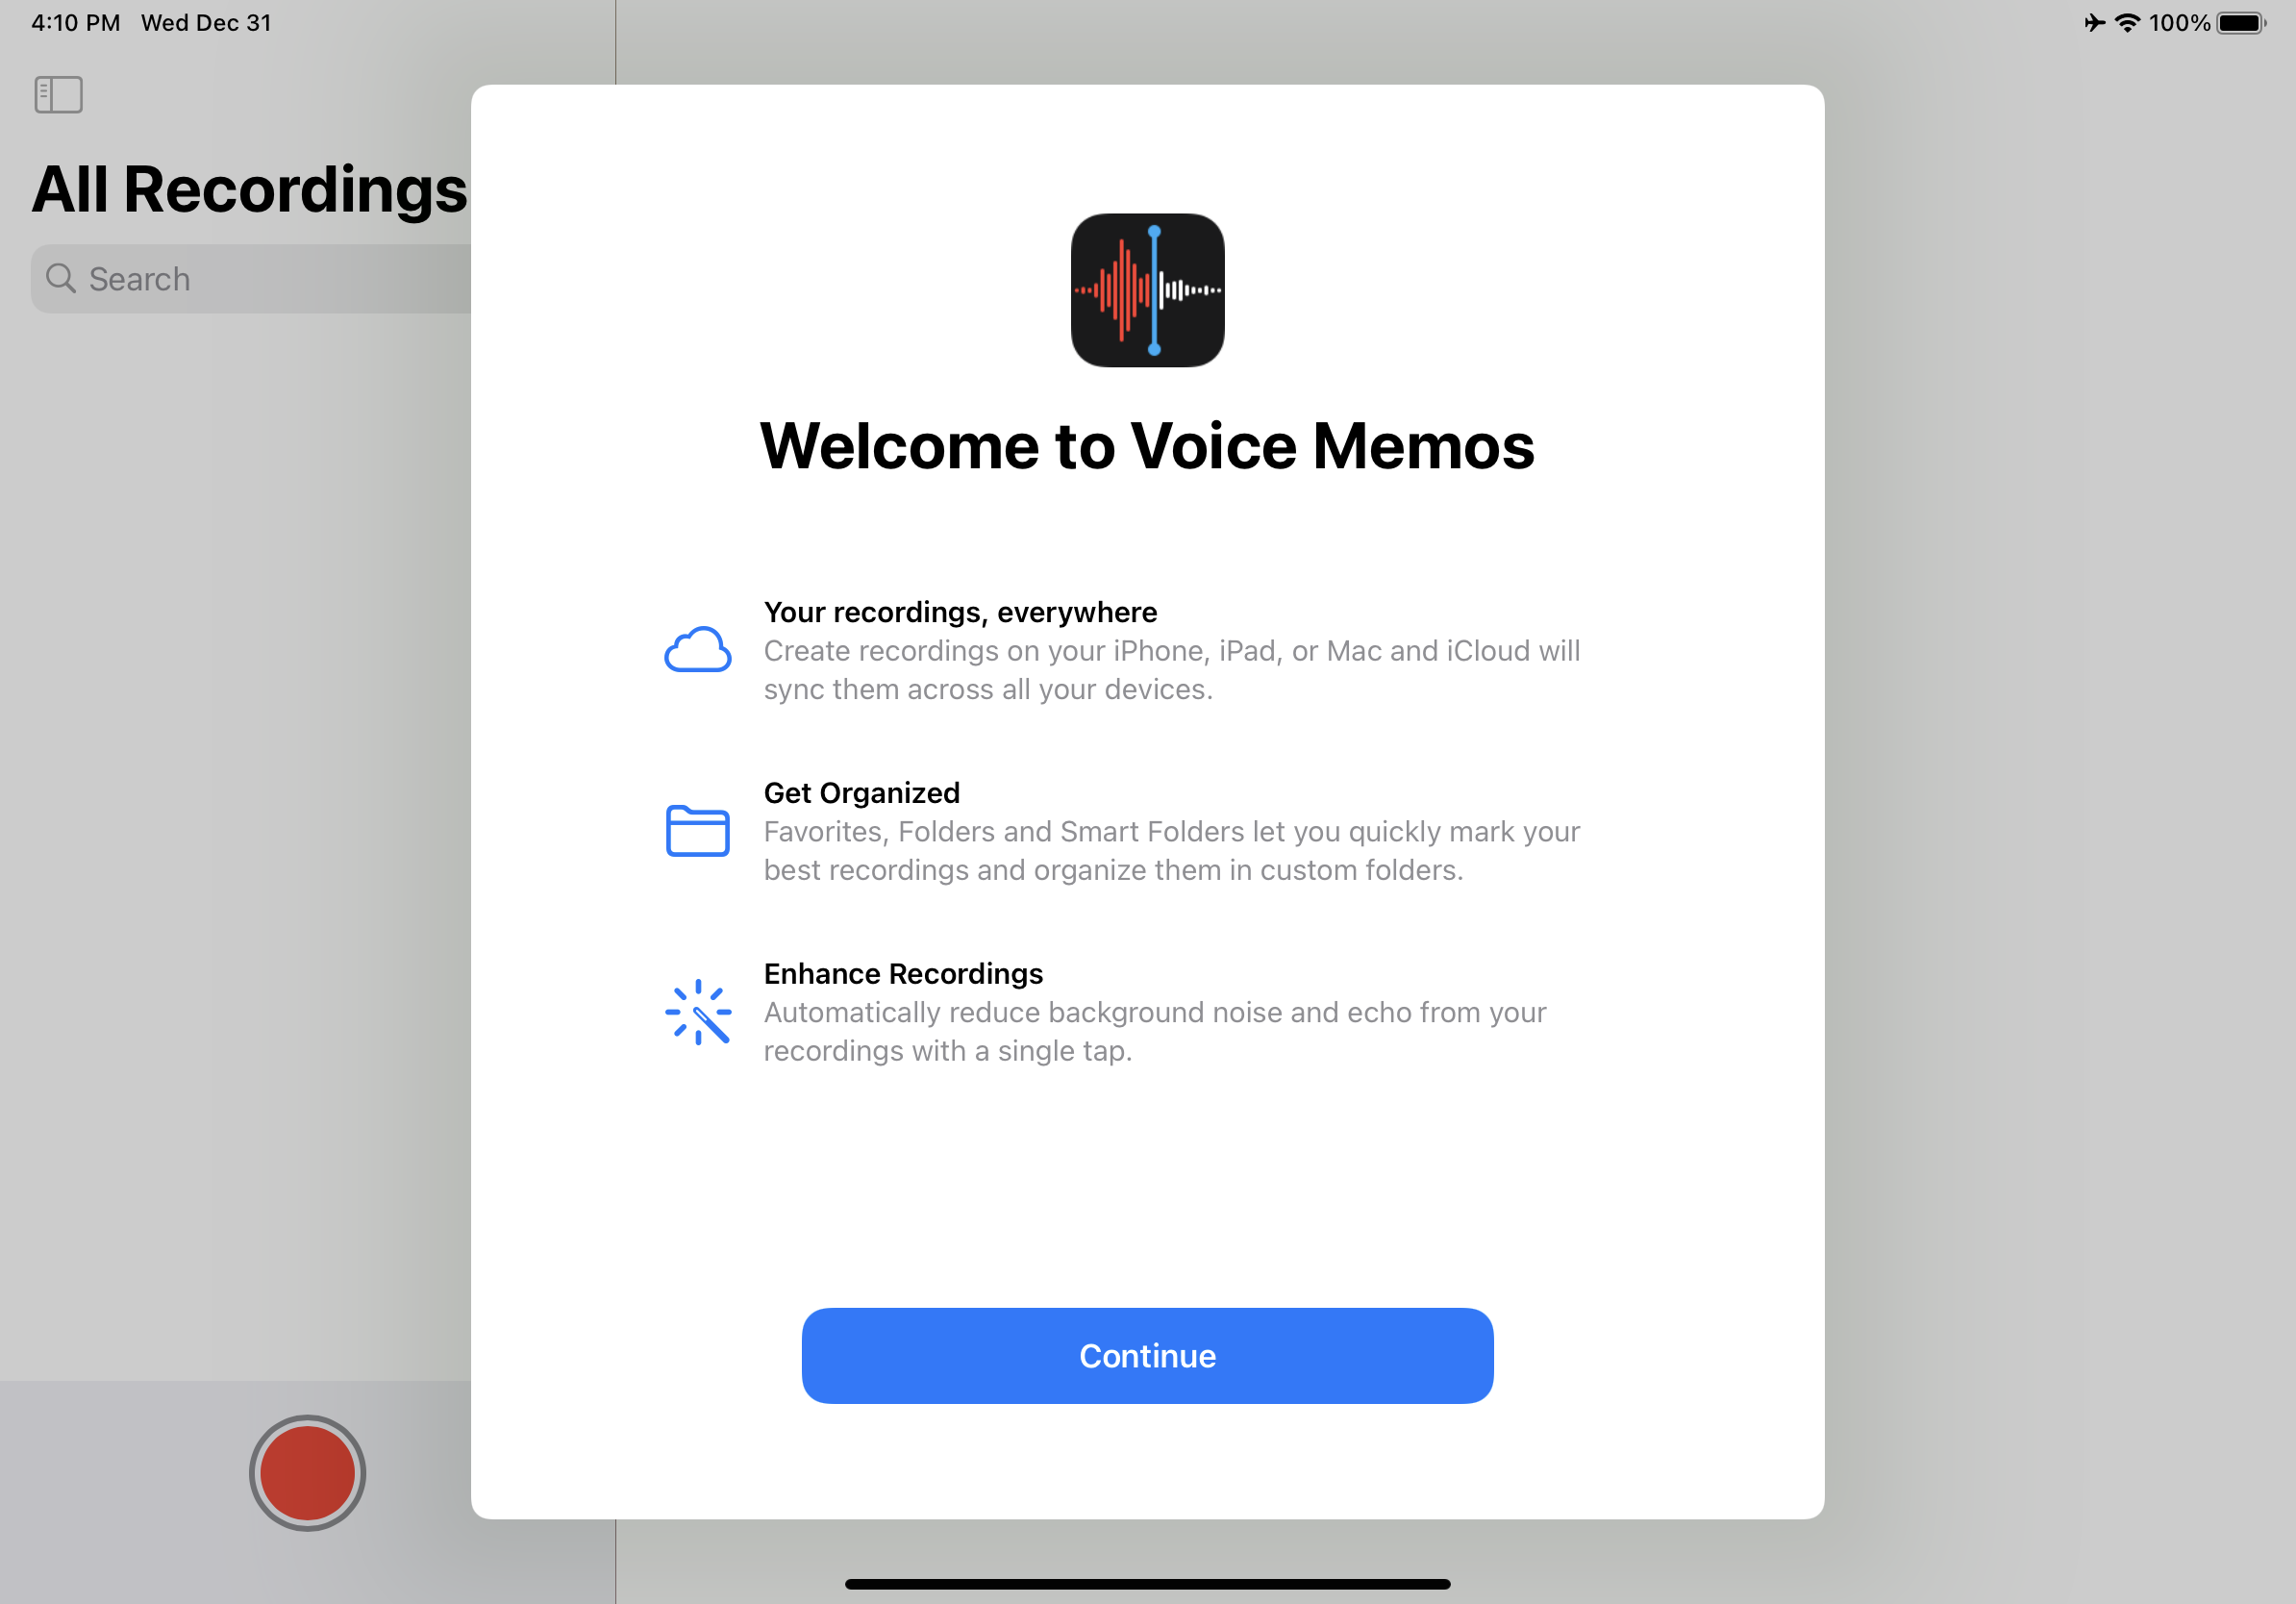 4:10 PM Wed Dec 31
100%
All Recordings
Search
Welcome to Voice Memos
Your recordings, everywhere
Create recordings on your iPhone, iPad, or Mac and iCloud will
sync them across all your devices.
Get Organized
Favorites, Folders and Smart Folders let you quickly mark your
best recordings and organize them in custom folders.
Enhance Recordings
Automatically reduce background noise and echo from your
recordings with a single tap.
Continue